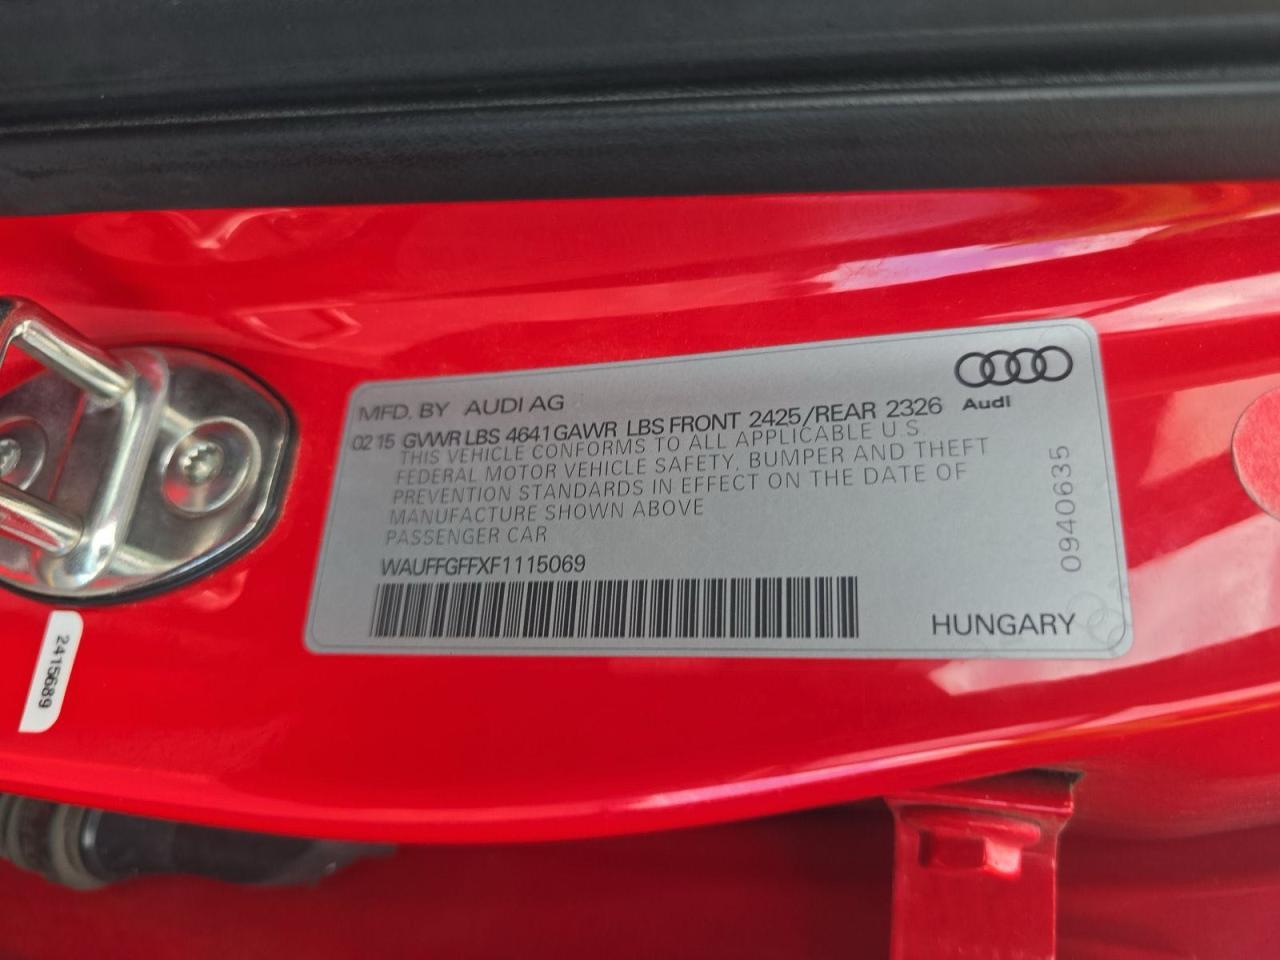 MFD. BY AUDI AG
02 15 GVWR LBS 4641 GAWR LBS FRONT 2425/REAR 2326
THIS VEHICLE CONFORMS TO ALL APPLICABLE U.S.
FEDERAL MOTOR VEHICLE SAFETY, BUMPER AND THEFT
PREVENTION STANDARDS IN EFFECT ON THE DATE OF
MANUFACTURE SHOWN ABOVE
PASSENGER CAR
WAUFFGFFXF1115069
HUNGARY
Audi
0940635
2415689